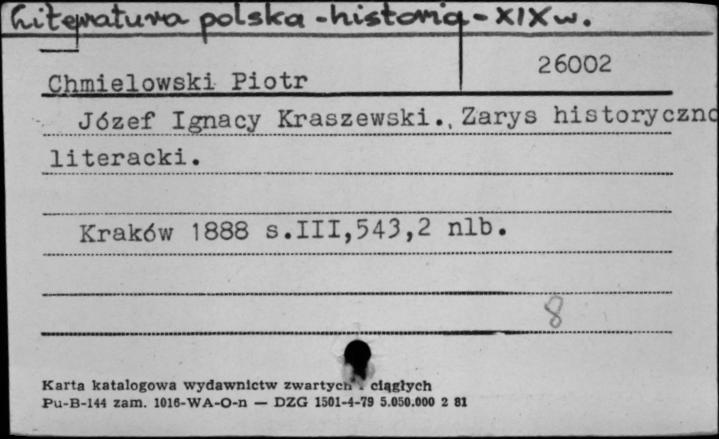 Literatura polska - historia - XIX w.
26002
Chmielowski Piotr
Józef Ignacy Kraszewski., Zarys historyczno
literacki.
Kraków 1888 s.III,543,2 nlb.
8
Karta katalogowa wydawnictw zwartych i ciągłych
Pu-B-144 zam. 1016-WA-O-n — DZG 1501-4-79 5.050.000 2 81